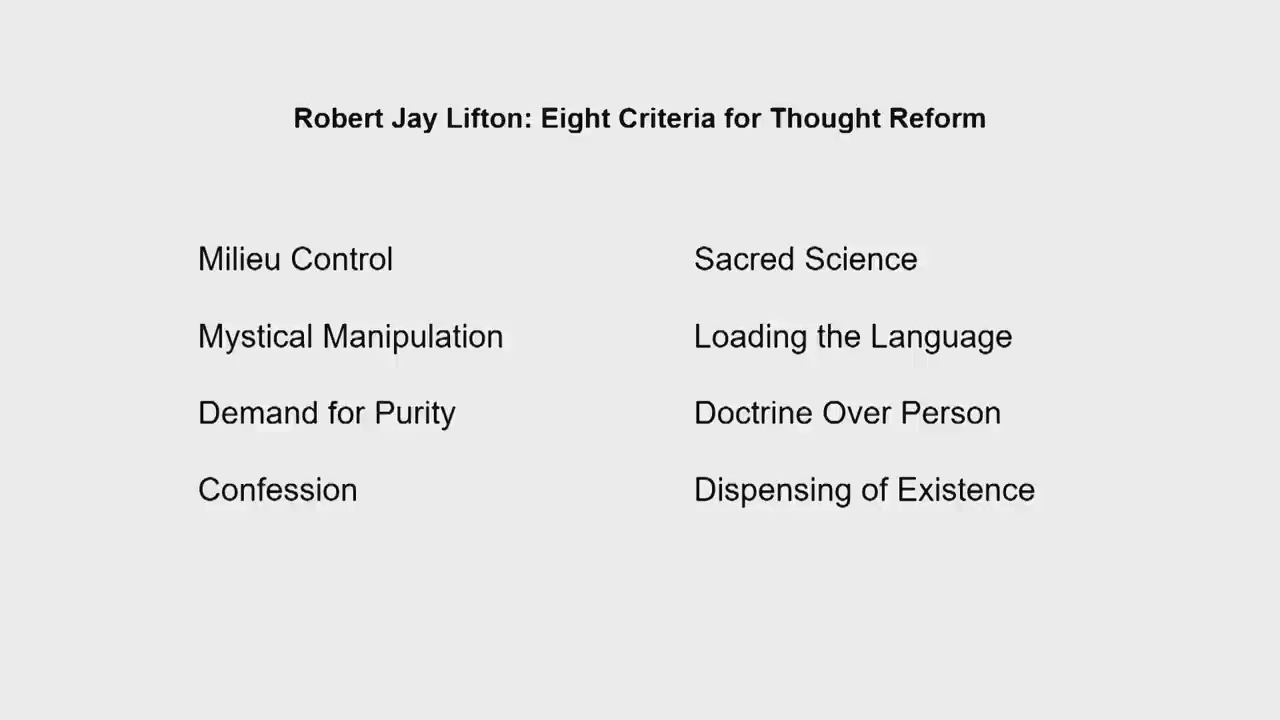 Robert Jay Lifton: Eight Criteria for Thought Reform
Milieu Control
Mystical Manipulation
Demand for Purity
Confession
Sacred Science
Loading the Language
Doctrine Over Person
Dispensing of Existence